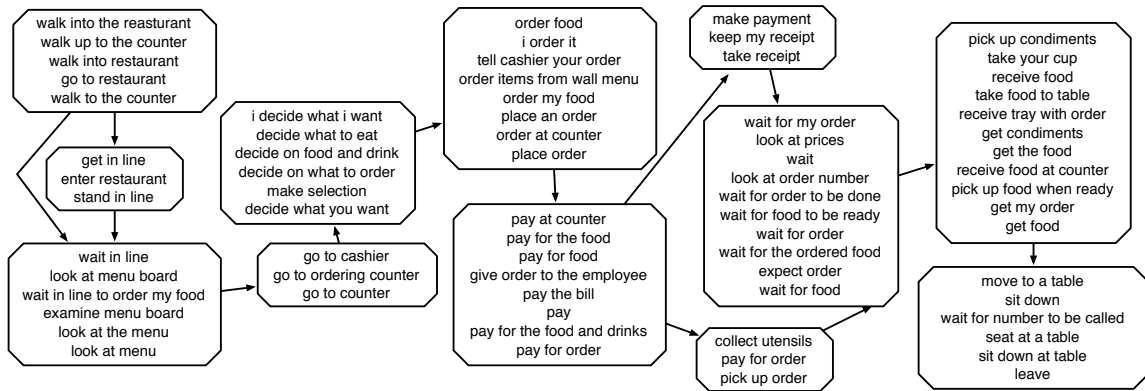 walk into the reasturant
walk up to the counter
walk into restaurant
go to restaurant
walk to the counter
get in line
enter restaurant
stand in line
wait in line
look at menu board
wait in line to order my food
examine menu board
look at the menu
look at menu
go to cashier
go to ordering counter
go to counter
i decide what i want
decide what to eat
decide on food and drink
decide on what to order
make selection
decide what you want
order food
i order it
tell cashier your order
order items from wall menu
order my food
place an order
order at counter
place order
pay at counter
pay for the food
pay for food
give order to the employee
pay the bill
pay
pay for the food and drinks
pay for order
make payment
keep my receipt
take receipt
collect utensils
pay for order
pick up order
wait for my order
look at prices
wait
look at order number
wait for order to be done
wait for food to be ready
wait for order
wait for the ordered food
expect order
wait for food
pick up condiments
take your cup
receive food
take food to table
receive tray with order
get condiments
get the food
receive food at counter
pick up food when ready
get my order
get food
move to a table
sit down
wait for number to be called
seat at a table
sit down at table
leave